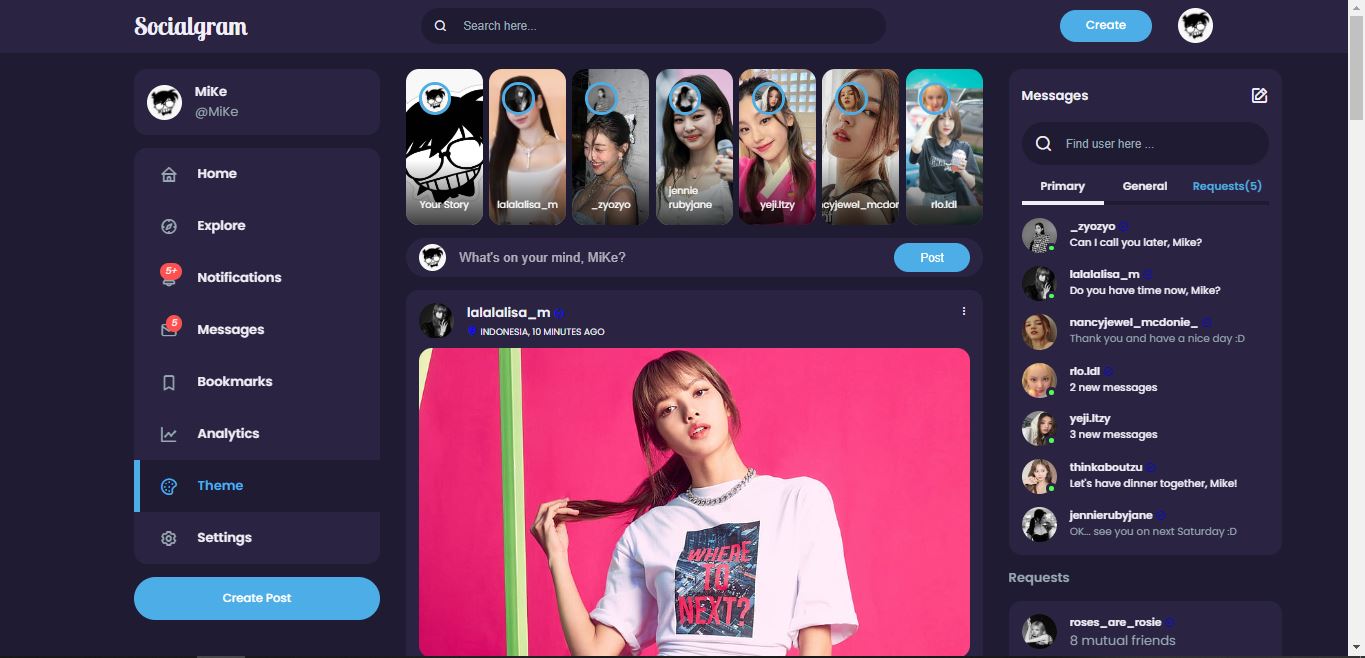 Socialgram
Search here...
Create
MiKe
@MiKe
Home
Explore
5+
Notifications
5
Messages
Bookmarks
Analytics
Theme
Settings
Create Post
Your Story
lalalalisa_m
_zyozyo
jennie
rubyjane
yeji.Itzy
cyjewel_mcdon
rlo.ldl
What's on your mind, MiKe?
Post
lalalalisa_m
INDONESIA, 10 MINUTES AGO
WHERE
TO
NEXT?
Messages
Find user here ...
Primary General Requests(5)
_zyozyo
Can I call you later, Mike?
lalalalisa_m
Do you have time now, Mike?
nancyjewel_mcdonie_
Thank you and have a nice day :D
rlo.ldl
2 new messages
yeji.Itzy
3 new messages
thinkaboutzu
Let's have dinner together, Mike!
jennierubyjane
OK... see you on next Saturday :D
Requests
roses_are_rosie
8 mutual friends